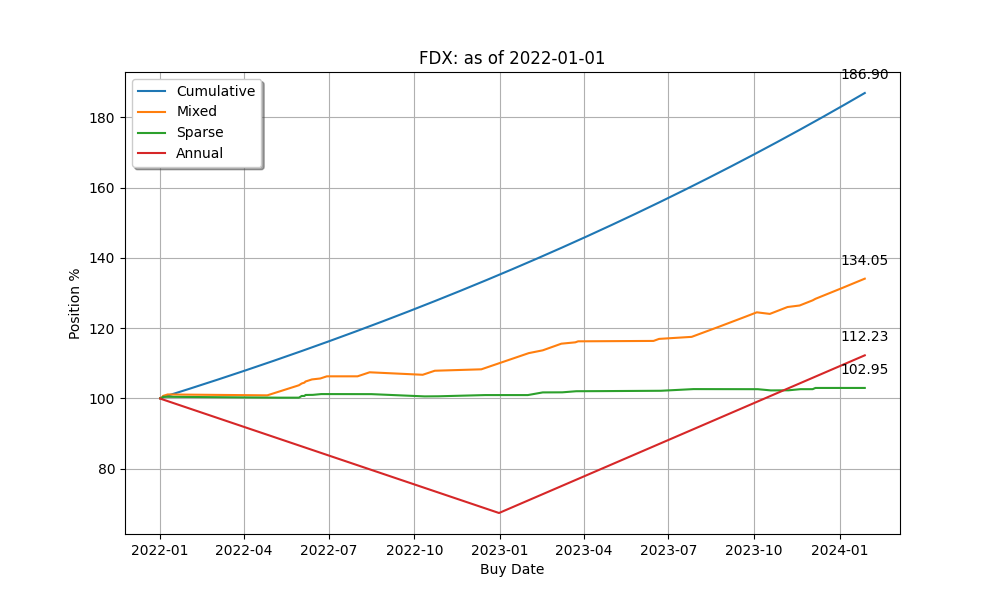 FDX: as of 2022-01-01
186.90
Cumulative
Mixed
Sparse
Annual
134.05
112.23
102.95
180
160
140
120
100
80
Position %
2022-01 2022-04 2022-07 2022-10 2023-01 2023-04 2023-07 2023-10 2024-01
Buy Date